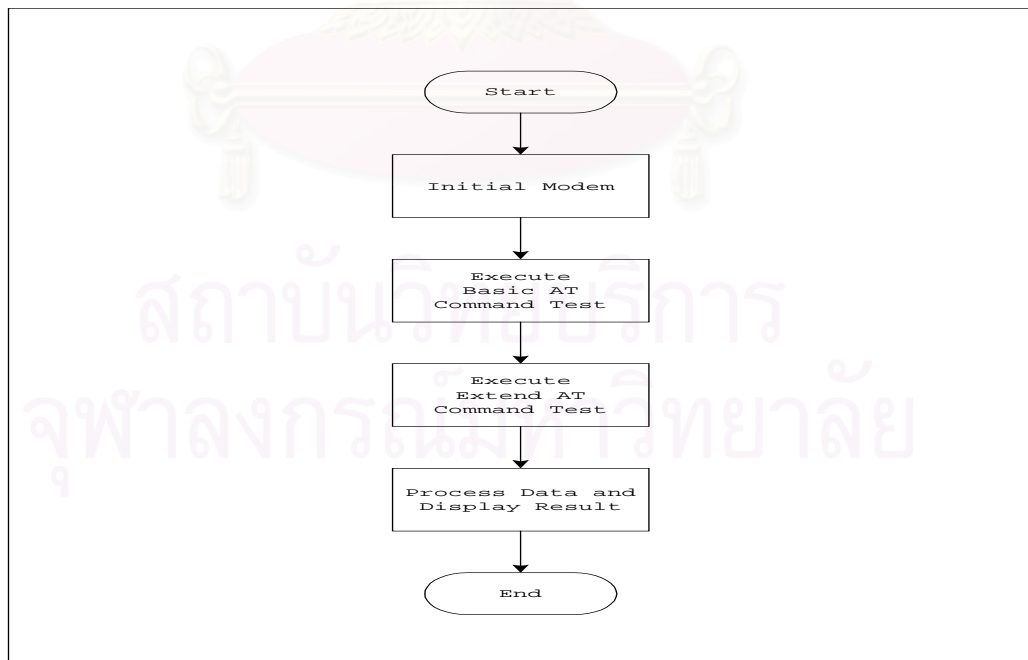 Start
Initial Modem
Execute
Basic AT
Command Test
Execute
Extend AT
Command Test
Process Data and
Display Result
End
สถาบันวิทยบริการ
จุฬาลงกรณ์มหาวิทยาลัย